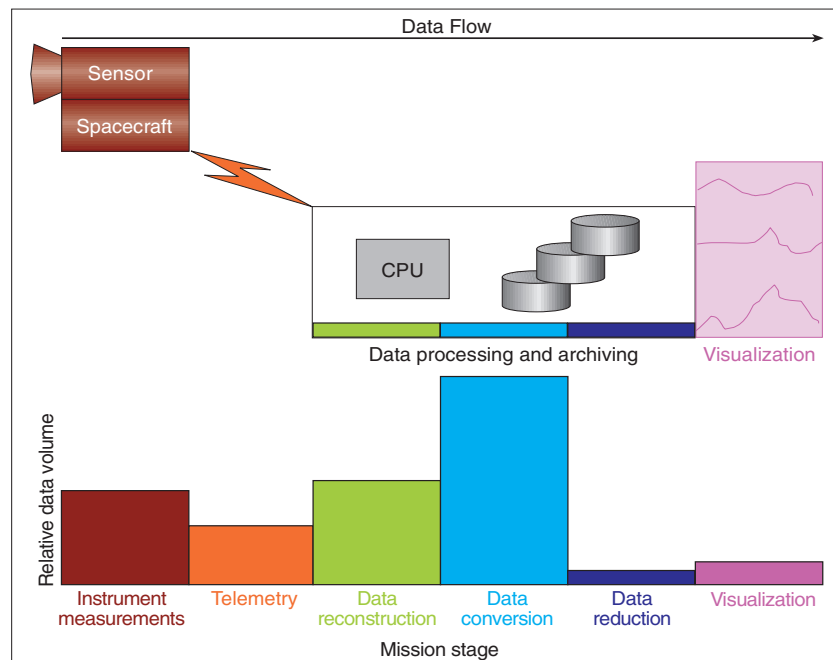 Data Flow
Sensor
Spacecraft
CPU
Data processing and archiving
Visualization
Relative data volume
Instrument
measurements
Telemetry
Data
reconstruction
Data
conversion
Data
reduction
Visualization
Mission stage